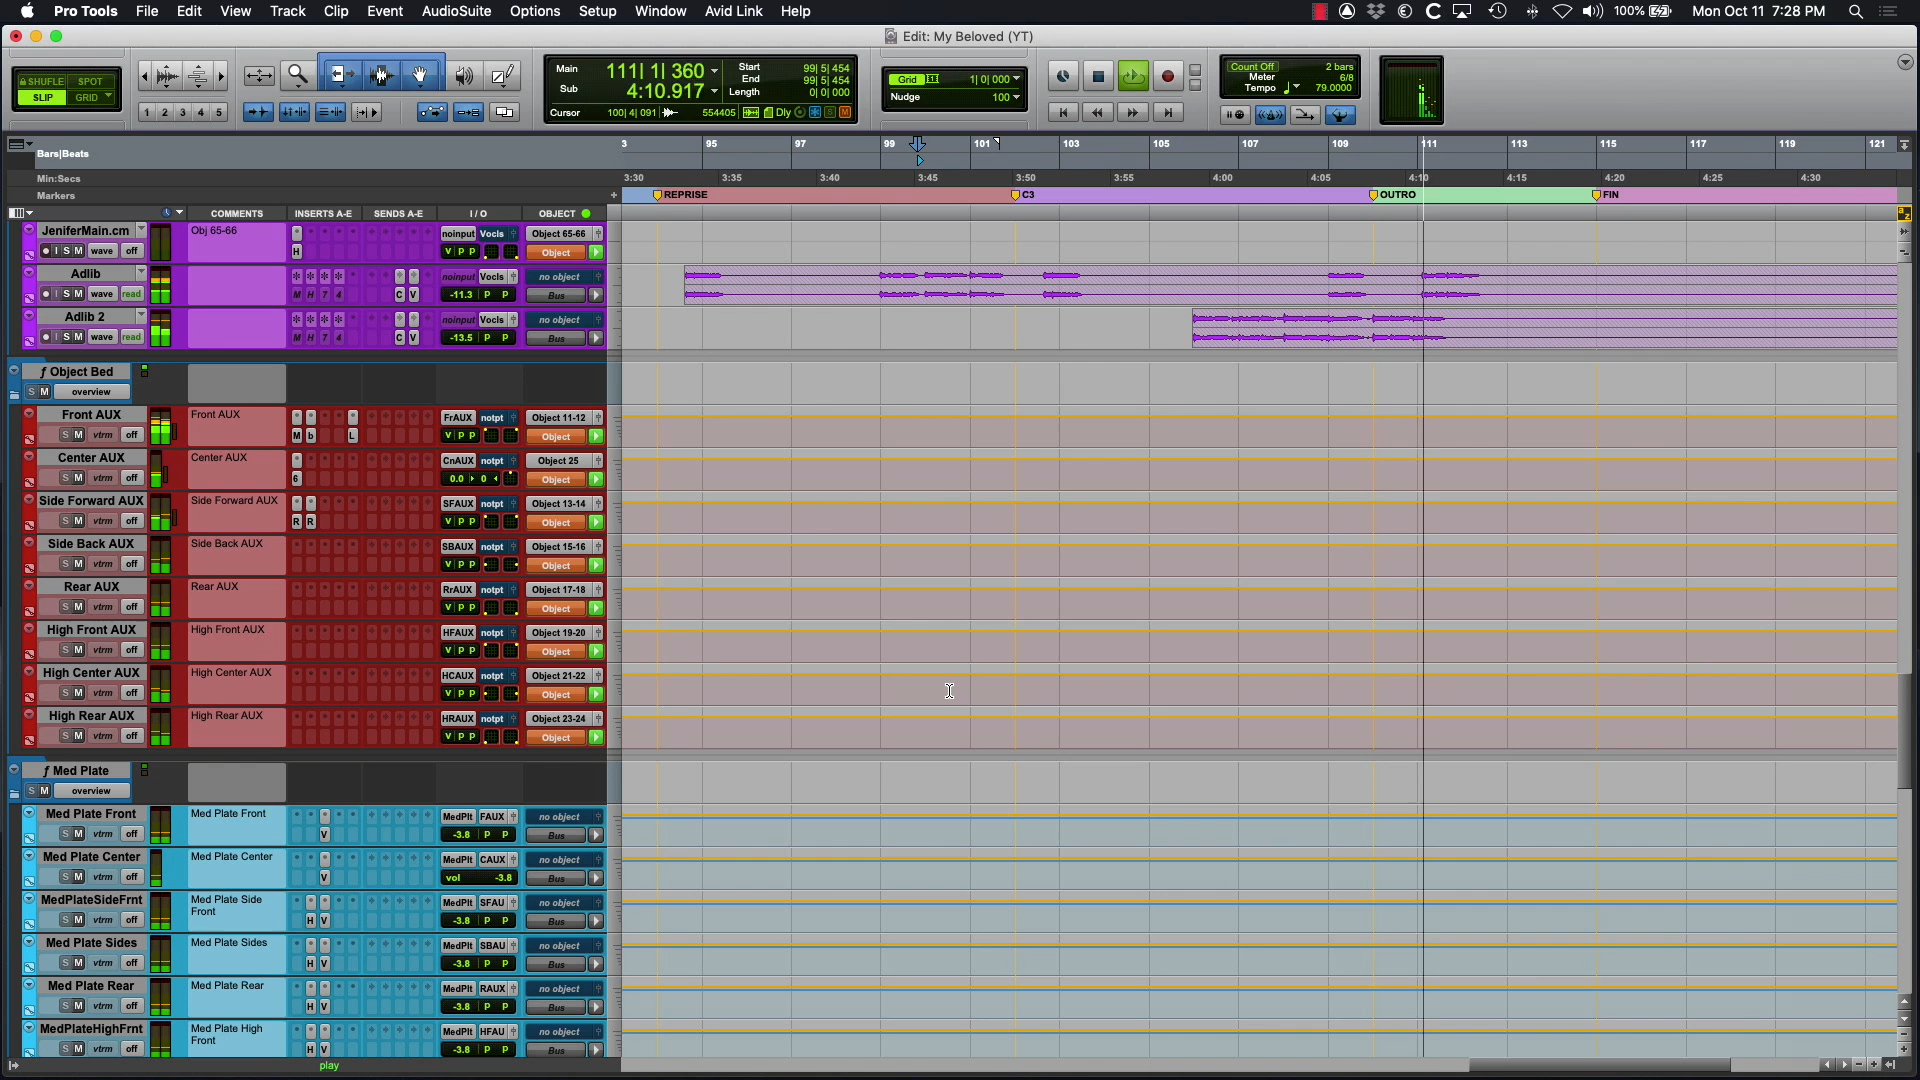 Pro Tools File Edit View Track Clip Event AudioSuite Options Setup Window Avid Link Help 100% Mon Oct 11 7:28 PM
Edit: My Beloved (YT)
SHUFLE SPOT
SLIP GRID
1 2 3 4 5
Main 111| 1| 360
Sub 4:10.917
Start 99| 5| 454
End 99| 5| 454
Length 0| 0| 000
Cursor 100| 4| 091 554405 Dly S M
Grid 1| 0| 000
Nudge 100
Count Off 2 bars
Meter 6/8
Tempo 79.0000
Bars|Beats 3 95 97 99 101 103 105 107 109 111 113 115 117 119 121
Min:Secs 3:30 3:35 3:40 3:45 3:50 3:55 4:00 4:05 4:10 4:15 4:20 4:25 4:30
Markers + REPRISE C3 OUTRO FIN
COMMENTS INSERTS A-E SENDS A-E I / O OBJECT
JeniferMain.cm Obj 65-66 noinput Vocls Object 65-66
I S M wave off H V P P Object
Adlib noinput Vocls no object
I S M wave read M H 7 4 C V -11.3 P P Bus
Adlib 2 noinput Vocls no object
I S M wave read M H 7 4 C V -13.5 P P Bus
ƒ Object Bed
S M overview
Front AUX Front AUX FrAUX notpt Object 11-12
S M vtrm off M b L V P P Object
Center AUX Center AUX CnAUX notpt Object 25
S M vtrm off 6 0.0 0 Object
Side Forward AUX Side Forward AUX SFAUX notpt Object 13-14
S M vtrm off R R V P P Object
Side Back AUX Side Back AUX SBAUX notpt Object 15-16
S M vtrm off V P P Object
Rear AUX Rear AUX RrAUX notpt Object 17-18
S M vtrm off V P P Object
High Front AUX High Front AUX HFAUX notpt Object 19-20
S M vtrm off V P P Object
High Center AUX High Center AUX HCAUX notpt Object 21-22
S M vtrm off V P P Object
High Rear AUX High Rear AUX HRAUX notpt Object 23-24
S M vtrm off V P P Object
ƒ Med Plate
S M overview
Med Plate Front Med Plate Front MedPlt FAUX no object
S M vtrm off V -3.8 P P Bus
Med Plate Center Med Plate Center MedPlt CAUX no object
S M vtrm off V vol -3.8 Bus
MedPlateSideFrnt Med Plate Side Front MedPlt SFAU no object
S M vtrm off H V -3.8 P P Bus
Med Plate Sides Med Plate Sides MedPlt SBAU no object
S M vtrm off H V -3.8 P P Bus
Med Plate Rear Med Plate Rear MedPlt RAUX no object
S M vtrm off H V -3.8 P P Bus
MedPlateHighFrnt Med Plate High Front MedPlt HFAU no object
S M vtrm off H V -3.8 P P Bus
play